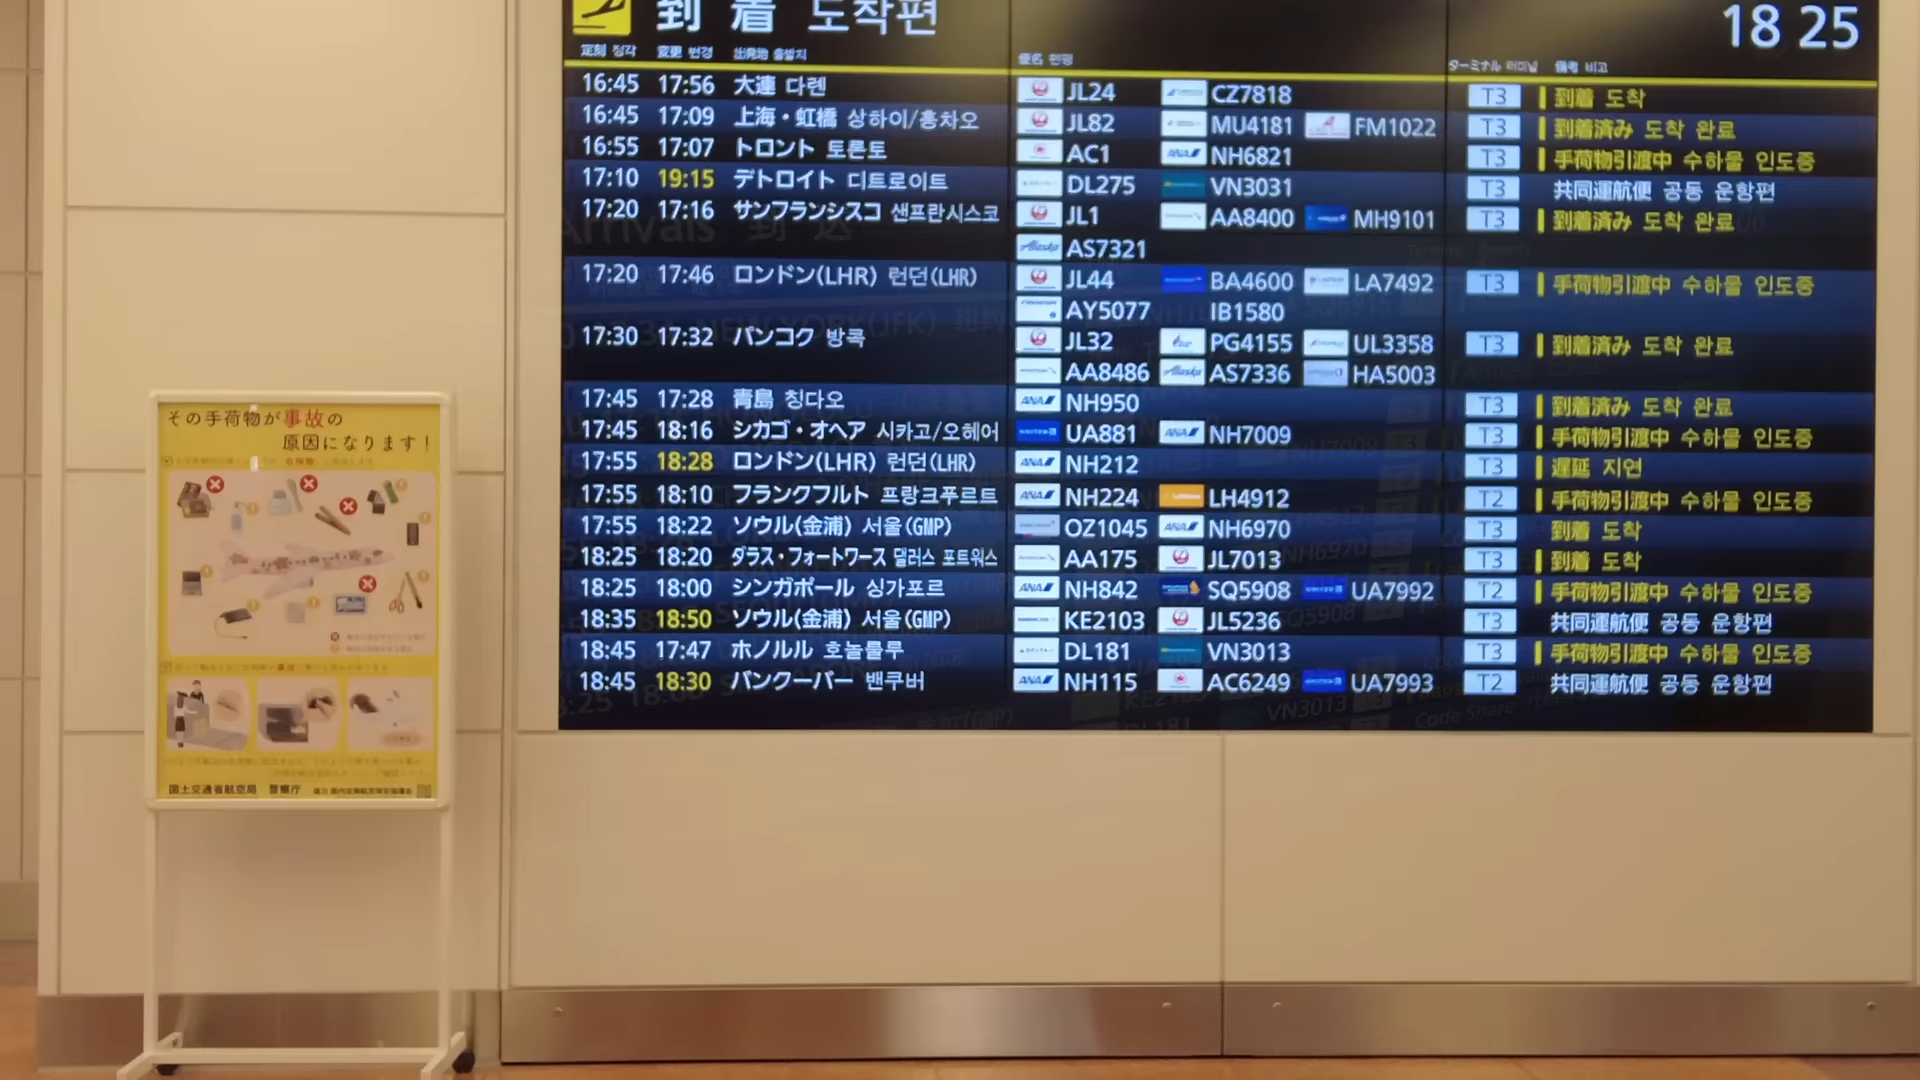 到着 도착편 18 25
定刻 정각 変更 변경 出発地 출발지 便名 편명 ターミナル 터미널 備考 비고
16:45 17:56 大連 다롄 JL24 CZ7818 T3 到着 도착
16:45 17:09 上海・虹橋 상하이/홍차오 JL82 MU4181 FM1022 T3 到着済み 도착 완료
16:55 17:07 トロント 토론토 AC1 ANA NH6821 T3 手荷物引渡中 수하물 인도중
17:10 19:15 デトロイト 디트로이트 DL275 VN3031 T3 共同運航便 공동 운항편
17:20 17:16 サンフランシスコ 샌프란시스코 JL1 AA8400 MH9101 T3 到着済み 도착 완료
Alaska AS7321
17:20 17:46 ロンドン(LHR) 런던(LHR) JL44 BA4600 LA7492 T3 手荷物引渡中 수하물 인도중
AY5077 IB1580
17:30 17:32 バンコク 방콕 JL32 PG4155 UL3358 T3 到着済み 도착 완료
AA8486 Alaska AS7336 HA5003
17:45 17:28 青島 칭다오 ANA NH950 T3 到着済み 도착 완료
17:45 18:16 シカゴ・オヘア 시카고/오헤어 UNITED UA881 ANA NH7009 T3 手荷物引渡中 수하물 인도중
17:55 18:28 ロンドン(LHR) 런던(LHR) ANA NH212 T3 遅延 지연
17:55 18:10 フランクフルト 프랑크푸르트 ANA NH224 LH4912 T2 手荷物引渡中 수하물 인도중
17:55 18:22 ソウル(金浦) 서울(GMP) OZ1045 ANA NH6970 T3 到着 도착
18:25 18:20 ダラス・フォートワース 댈러스 포트워스 AA175 JL7013 T3 到着 도착
18:25 18:00 シンガポール 싱가포르 ANA NH842 SQ5908 UA7992 T2 手荷物引渡中 수하물 인도중
18:35 18:50 ソウル(金浦) 서울(GMP) KE2103 JL5236 T3 共同運航便 공동 운항편
18:45 17:47 ホノルル 호놀룰루 DL181 VN3013 T3 手荷物引渡中 수하물 인도중
18:45 18:30 バンクーバー 밴쿠버 ANA NH115 AC6249 UA7993 T2 共同運航便 공동 운항편
その手荷物が事故の
原因になります！
国土交通省航空局 警察庁